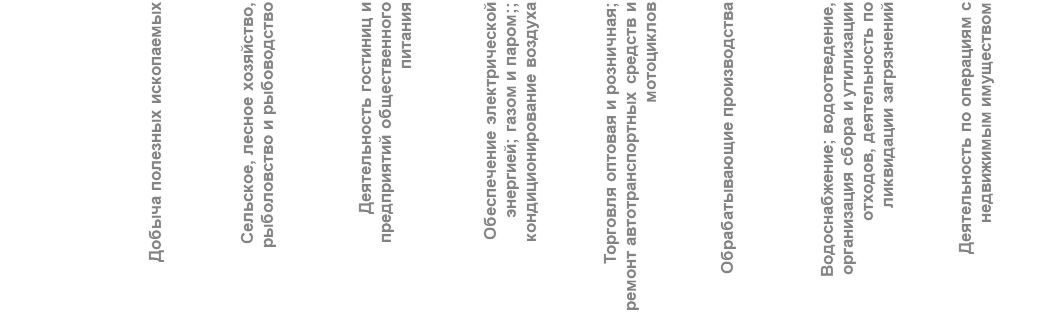 Добыча полезных ископаемых
Сельское, лесное хозяйство,
рыболовство и рыбоводство
Деятельность гостиниц и
предприятий общественного
питания
Обеспечение электрической
энергией; газом и паром;;
кондиционирование воздуха
Торговля оптовая и розничная;
ремонт автотранспортных средств и
мотоциклов
Обрабатывающие производства
Водоснабжение; водоотведение,
организация сбора и утилизации
отходов, деятельность по
ликвидации загрязнений
Деятельность по операциям с
недвижимым имуществом